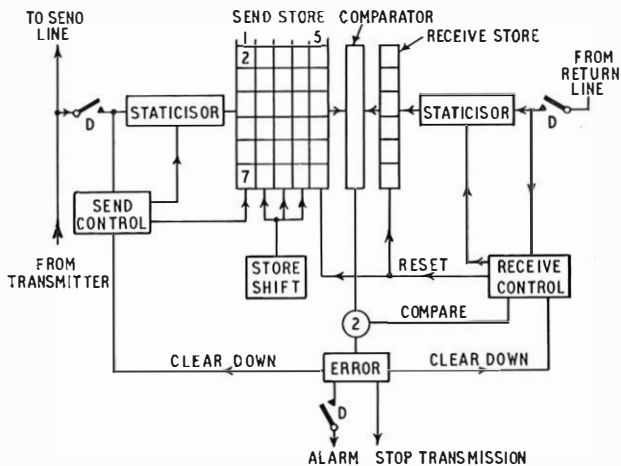 TO SENO
LINE
SEND STORE
COMPARATOR
RECEIVE STORE
1
5
2
7
FROM
RETURN
LINE
D
STATICISOR
STATICISOR
D
SEND
CONTROL
FROM
TRANSMITTER
STORE
SHIFT
RESET
RECEIVE
CONTROL
COMPARE
2
CLEAR DOWN
ERROR
CLEAR DOWN
D
ALARM
STOP TRANSMISSION